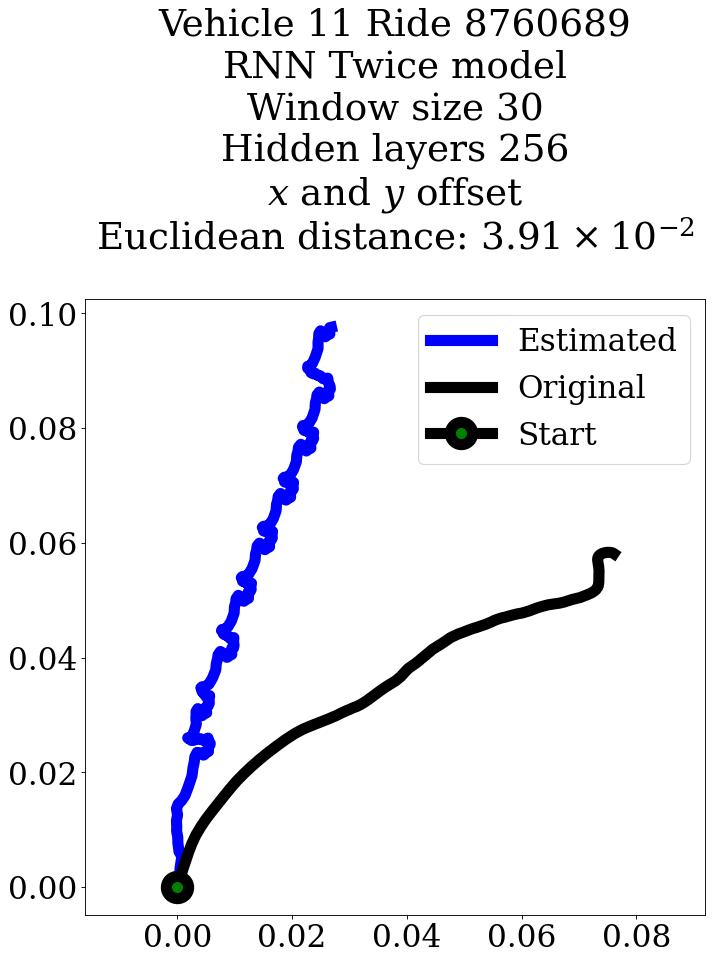 Vehicle 11 Ride 8760689
RNN Twice model
Window size 30
Hidden layers 256
x and y offset
Euclidean distance: 3.91 × 10⁻²
Estimated
Original
Start
0.10
0.08
0.06
0.04
0.02
0.00
0.00 0.02 0.04 0.06 0.08